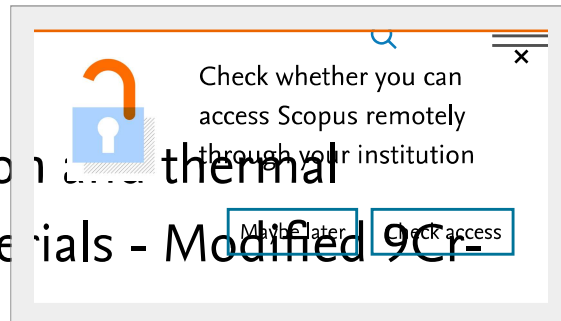 Check whether you can
access Scopus remotely
through your institution
and thermal
Maybe later
Check access
rials - Modified 9Cr-